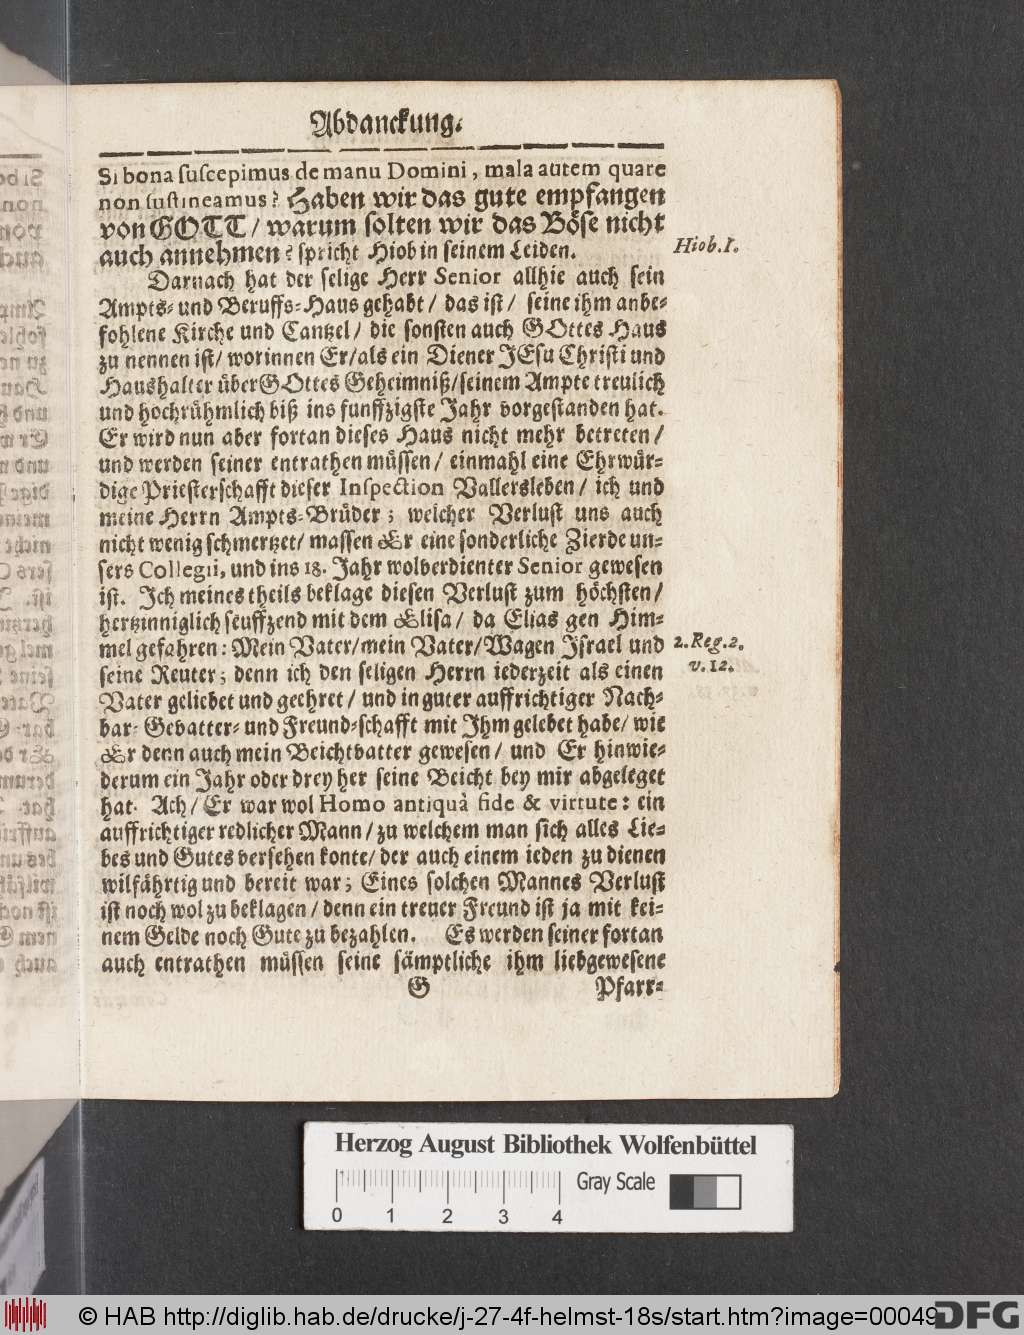 Abdanckung.
Si bona suscepimus de manu Domini, mala autem quare
non sustineamus? Haben wir das gute empfangen
von GOTT/ warum solten wir das Böse nicht
auch annehmen? spricht Hiob in seinem Leiden.
Hiob. I.
Darnach hat der selige Herr Senior allhie auch sein
Ampts- und Beruffs-Haus gehabt/ das ist/ seine ihm anbe-
fohlene Kirche und Cantzel/ die sonsten auch GOttes Haus
zu nennen ist/ worinnen Er/ als ein Diener JEsu Christi und
Haushalter über GOttes Geheimniß/ seinem Ampte treulich
und hochrühmlich biß ins funffzigste Jahr vorgestanden hat.
Er wird nun aber fortan dieses Haus nicht mehr betreten/
und werden seiner entrathen müssen/ einmahl eine Ehrwür-
dige Priesterschafft dieser Inspection Vallersleben/ ich und
meine Herrn Ampts-Brüder; welcher Verlust uns auch
nicht wenig schmertzet/ massen Er eine sonderliche Zierde un-
sers Collegii, und ins 18. Jahr wolverdienter Senior gewesen
ist. Ich meines theils beklage diesen Verlust zum höchsten/
hertzinniglich seuffzend mit dem Elisa/ da Elias gen Him-
mel gefahren: Mein Vater/ mein Vater/ Wagen Israel und
2. Reg. 2.
seine Reuter; denn ich den seligen Herrn iederzeit als einen
v. 12.
Vater geliebet und geehret/ und in guter auffrichtiger Nach-
bar- Gevatter- und Freund-schafft mit Ihm gelebet habe/ wie
Er denn auch mein Beichtvatter gewesen/ und Er hinwie-
derum ein Jahr oder drey her seine Beicht bey mir abgeleget
hat. Ach/ Er war wol Homo antiquâ fide & virtute: ein
auffrichtiger redlicher Mann/ zu welchem man sich alles Lie-
bes und Gutes versehen konte/ der auch einem ieden zu dienen
wilfährtig und bereit war; Eines solchen Mannes Verlust
ist noch wol zu beklagen/ denn ein treuer Freund ist ja mit kei-
nem Gelde noch Gute zu bezahlen. Es werden seiner fortan
auch entrathen müssen seine sämptliche ihm liebgewesene
G
Pfarr-
Herzog August Bibliothek Wolfenbüttel
Gray Scale
0 1 2 3 4
© HAB http://diglib.hab.de/drucke/j-27-4f-helmst-18s/start.htm?image=00049
DFG